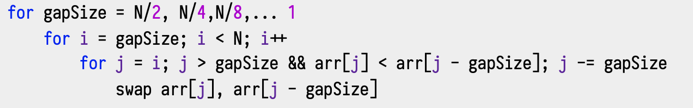 for gapSize = N/2, N/4,N/8,... 1
for i = gapSize; i < N; i++
for j = i; j > gapSize && arr[j] < arr[j - gapSize]; j -= gapSize
swap arr[j], arr[j - gapSize]